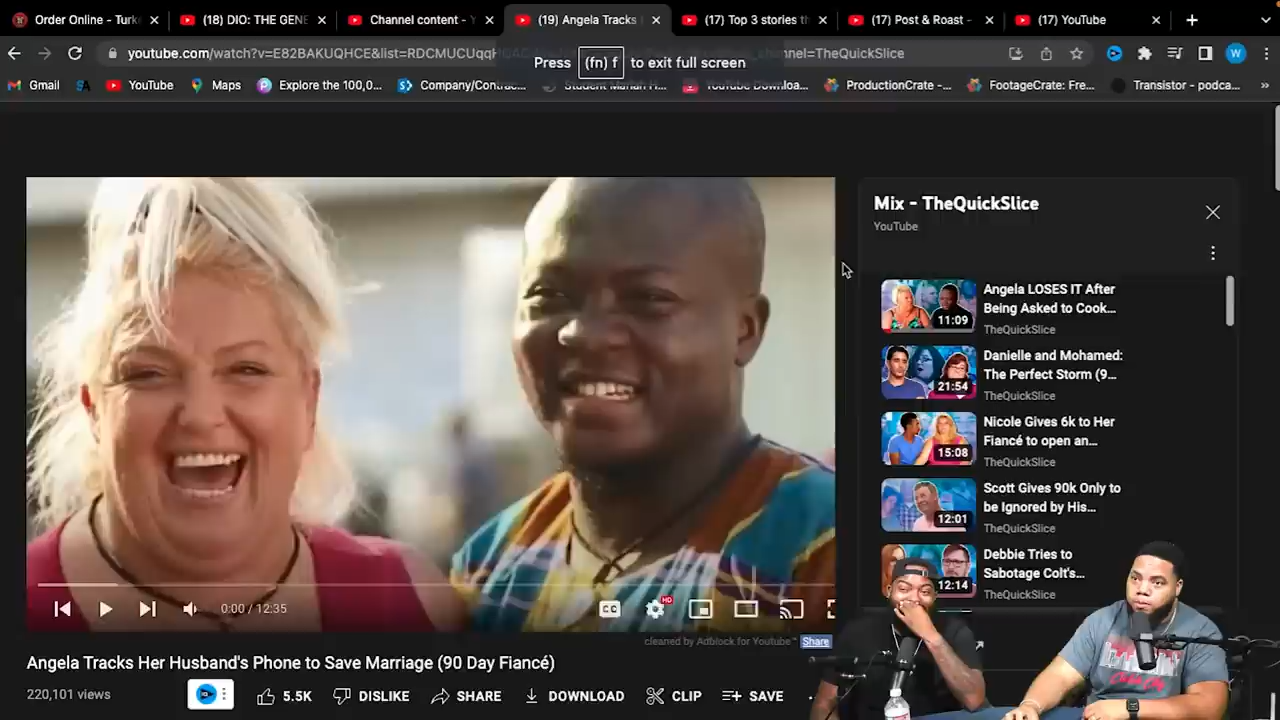 Order Online - Turk
(18) DIO: THE GENE
Channel content - Y
(19) Angela Tracks
(17) Top 3 stories th
(17) Post & Roast -
(17) YouTube
youtube.com/watch?v=E82BAKUQHCE&list=RDCMUCUqq
channel=TheQuickSlice
W
Press (fn) f to exit full screen
Gmail
YouTube
Maps
Explore the 100,0...
Company/Contrac...
Student Mariah H...
YouTube Downloa...
ProductionCrate -...
FootageCrate: Fre...
Transistor - podca...
Mix - TheQuickSlice
YouTube
Angela LOSES IT After
Being Asked to Cook...
TheQuickSlice
11:09
Danielle and Mohamed:
The Perfect Storm (9...
TheQuickSlice
21:54
Nicole Gives 6k to Her
Fiancé to open an...
TheQuickSlice
15:08
Scott Gives 90k Only to
be Ignored by His...
TheQuickSlice
12:01
Debbie Tries to
Sabotage Colt's...
TheQuickSlice
12:14
0:00 / 12:35
CC
HD
cleaned by Adblock for Youtube™ Share
Angela Tracks Her Husband's Phone to Save Marriage (90 Day Fiancé)
220,101 views
5.5K
DISLIKE
SHARE
DOWNLOAD
CLIP
SAVE